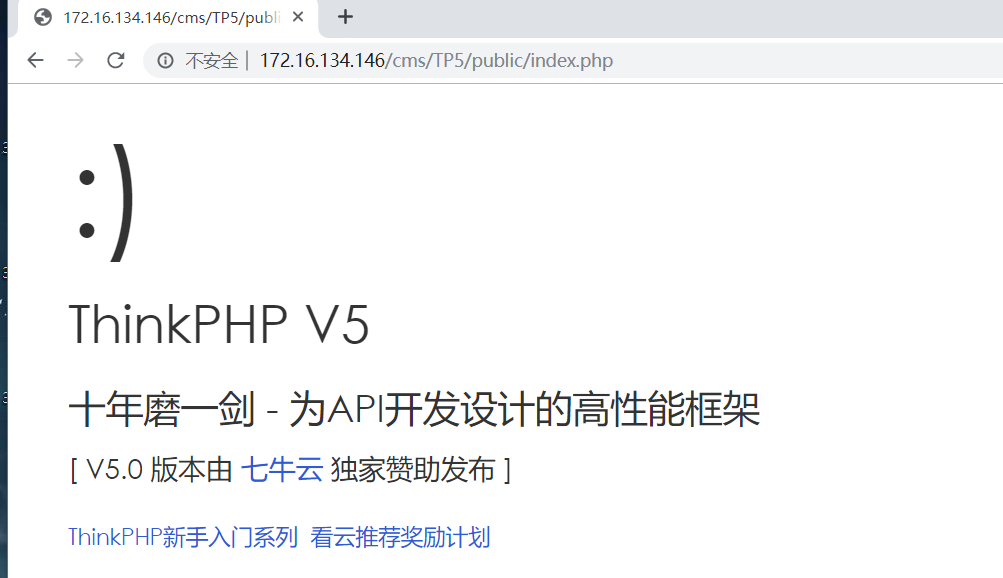 172.16.134.146/cms/TP5/publi
不安全 | 172.16.134.146/cms/TP5/public/index.php
:)
ThinkPHP V5
十年磨一剑 - 为API开发设计的高性能框架
[ V5.0 版本由 七牛云 独家赞助发布 ]
ThinkPHP新手入门系列 看云推荐奖励计划